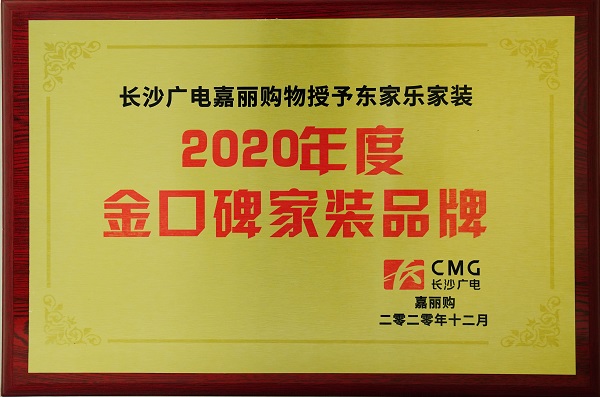 长沙广电嘉丽购物授予东家乐家装
2020年度
金口碑家装品牌
CMG
长沙广电
嘉丽购
二零二零年十二月